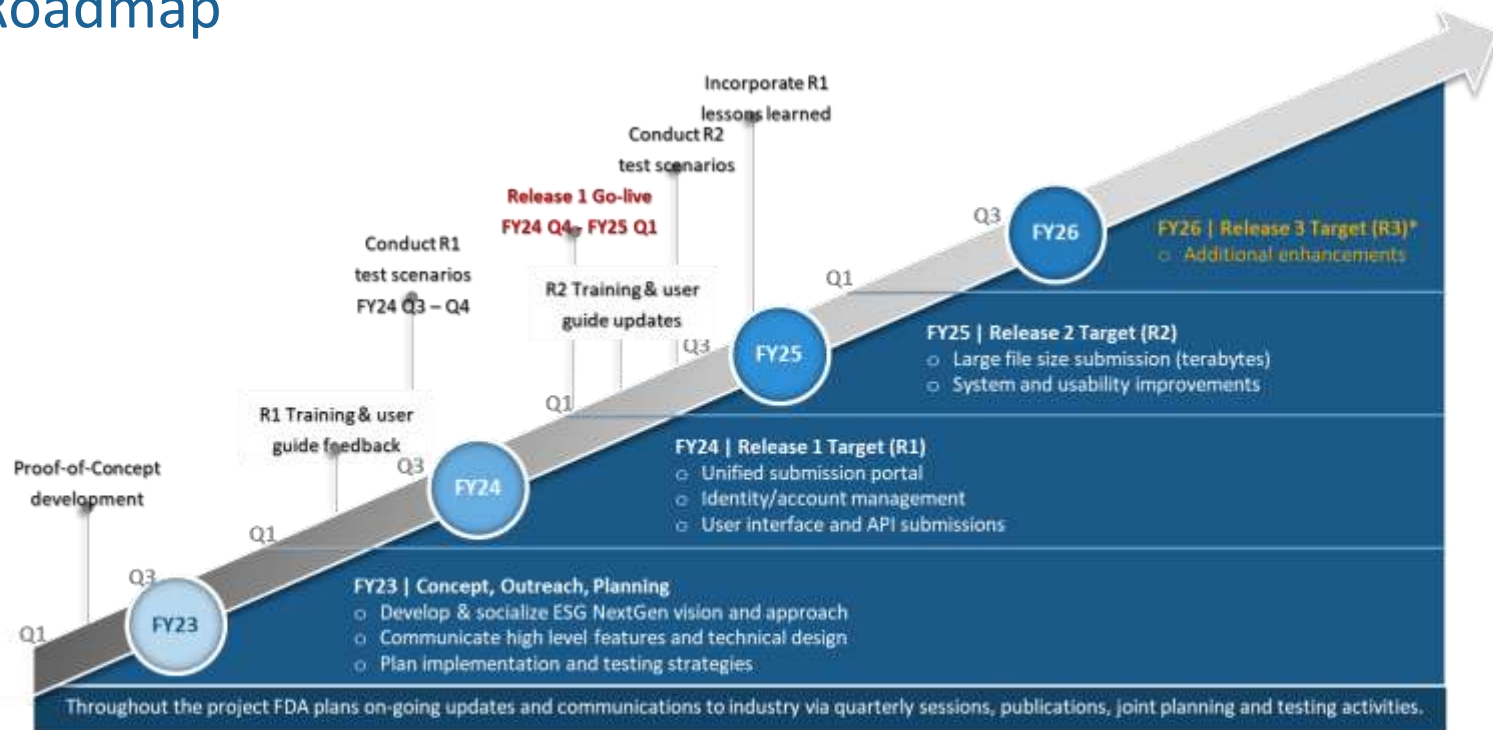 Roadmap
Incorporate R1
lessons learned
Conduct R2
test scenarios
Release 1 Go-live
FY24 Q4 - FY25 Q1
Conduct R1
test scenarios
FY24 Q3 – Q4
R2 Training & user
guide updates
R1 Training & user
guide feedback
Proof-of-Concept
development
Q1
Q3
Q1
Q3
Q1
Q3
Q1
Q3
FY23
FY24
FY25
FY26
FY26 | Release 3 Target (R3)*
o Additional enhancements
FY25 | Release 2 Target (R2)
o Large file size submission (terabytes)
o System and usability improvements
FY24 | Release 1 Target (R1)
o Unified submission portal
o Identity/account management
o User interface and API submissions
FY23 | Concept, Outreach, Planning
o Develop & socialize ESG NextGen vision and approach
o Communicate high level features and technical design
o Plan implementation and testing strategies
Throughout the project FDA plans on-going updates and communications to industry via quarterly sessions, publications, joint planning and testing activities.